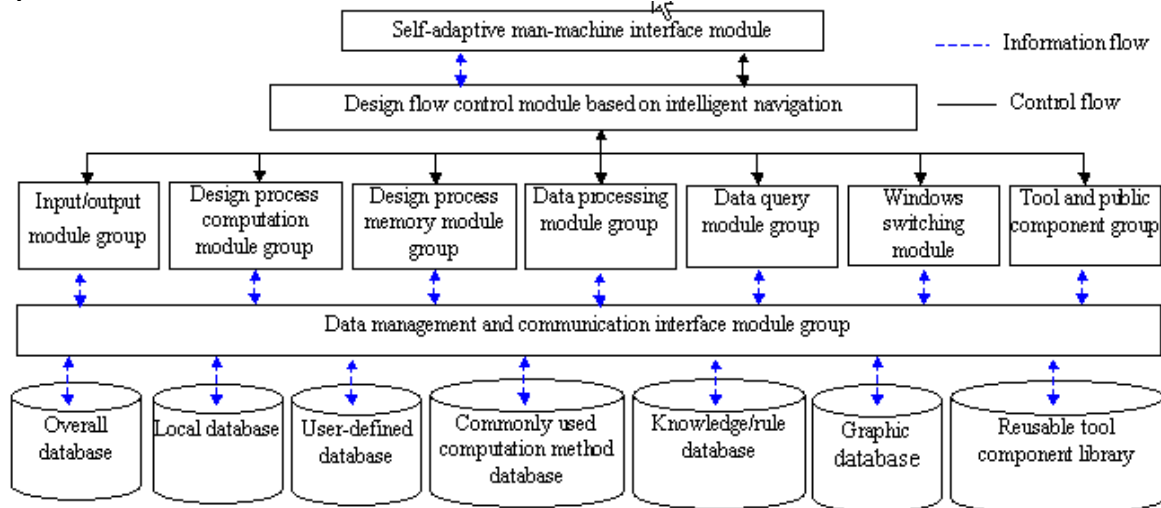 Self-adaptive man-machine interface module
Information flow
Design flow control module based on intelligent navigation
Control flow
Input/output
module group
Design process
computation
module group
Design process
memory module
group
Data processing
module group
Data query
module group
Windows
switching
module
Tool and public
component group
Data management and communication interface module group
Overall
database
Local database
User-defined
database
Commonly used
computation method
database
Knowledge/rule
database
Graphic
database
Reusable tool
component library